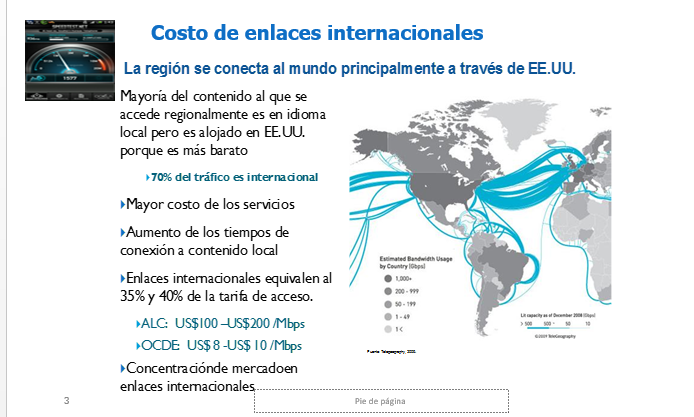 Costo de enlaces internacionales
La región se conecta al mundo principalmente a través de EE.UU.
Mayoría del contenido al que se
accede regionalmente es en idioma
local pero es alojado en EE.UU.
porque es más barato
70% del tráfico es internacional
Mayor costo de los servicios
Aumento de los tiempos de
conexión a contenido local
Enlaces internacionales equivalen al
35% y 40% de la tarifa de acceso.
ALC: US$100 –US$200 /Mbps
OCDE: US$ 8 -US$ 10 /Mbps
Concentraciónde mercadoen
enlaces internacionales
Estimated Bandwidth Usage
by Country (Gbps)
1,000+
200 - 999
50 - 199
1 - 49
1 <
Lit capacity as of December 2008 (Gbps)
> 500 500 50 10
©2009 TeleGeography
Fuente: Telegeography,
3
Pie de página